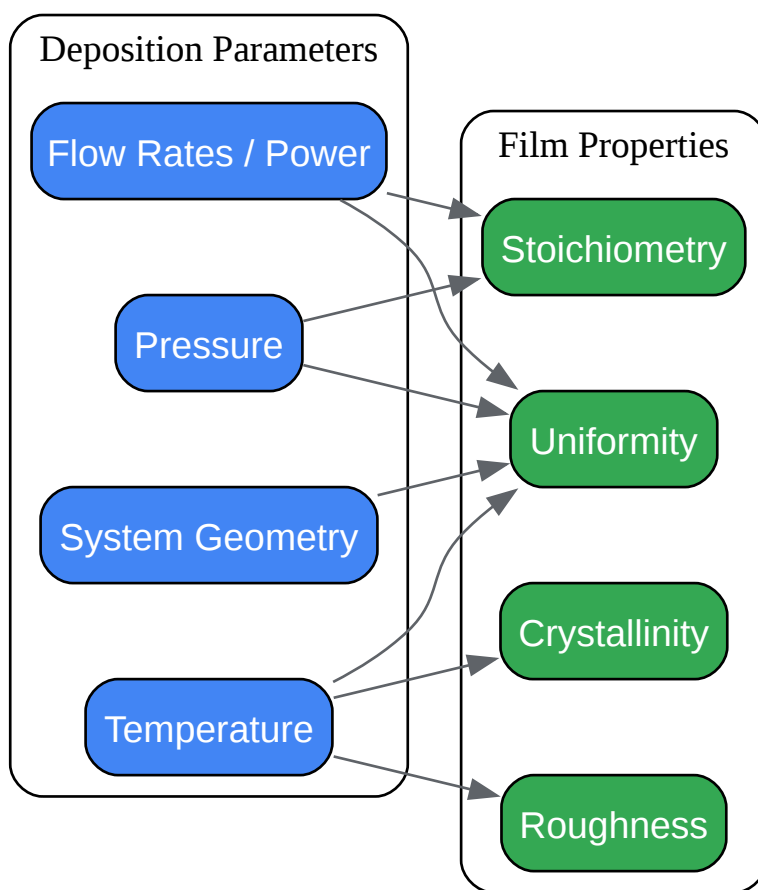 Deposition Parameters
Flow Rates / Power
Pressure
System Geometry
Temperature
Film Properties
Stoichiometry
Uniformity
Crystallinity
Roughness